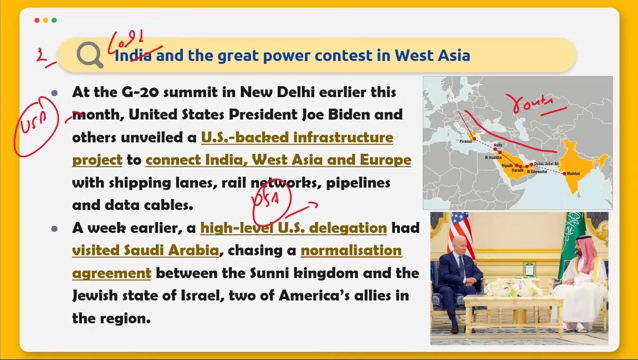 India and the great power contest in West Asia
At the G-20 summit in New Delhi earlier this
month, United States President Joe Biden and
others unveiled a U.S.-backed infrastructure
project to connect India, West Asia and Europe
with shipping lanes, rail networks, pipelines
and data cables.
A week earlier, a high-level U.S. delegation had
visited Saudi Arabia, chasing a normalisation
agreement between the Sunni kingdom and the
Jewish state of Israel, two of America's allies in
the region.
2
USA
USA
Route
Piraeus
Haifa
Riyadh
Mumbai